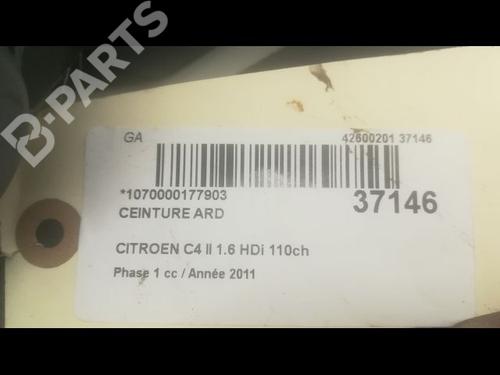 B-PARTS
GA
42600201 37146
*1070000177903
37146
CEINTURE ARD
CITROEN C4 II 1.6 HDi 110ch
Phase 1 cc / Année 2011